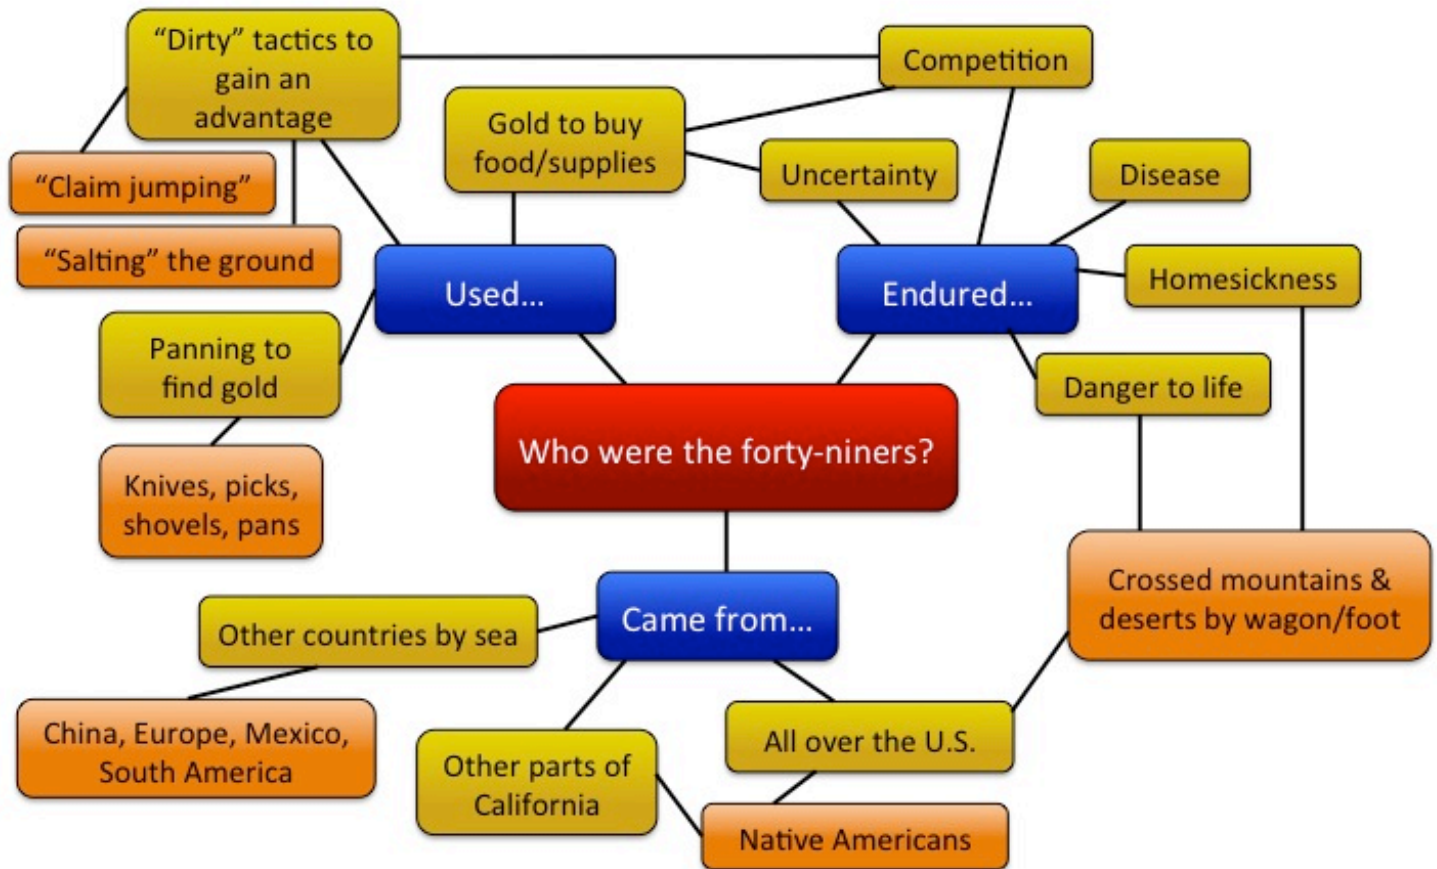 “Dirty” tactics to
gain an
advantage
Competition
Gold to buy
food/supplies
Uncertainty
Disease
“Claim jumping”
“Salting” the ground
Used...
Endured...
Homesickness
Panning to
find gold
Danger to life
Who were the forty-niners?
Knives, picks,
shovels, pans
Crossed mountains &
deserts by wagon/foot
Came from...
Other countries by sea
China, Europe, Mexico,
South America
All over the U.S.
Other parts of
California
Native Americans